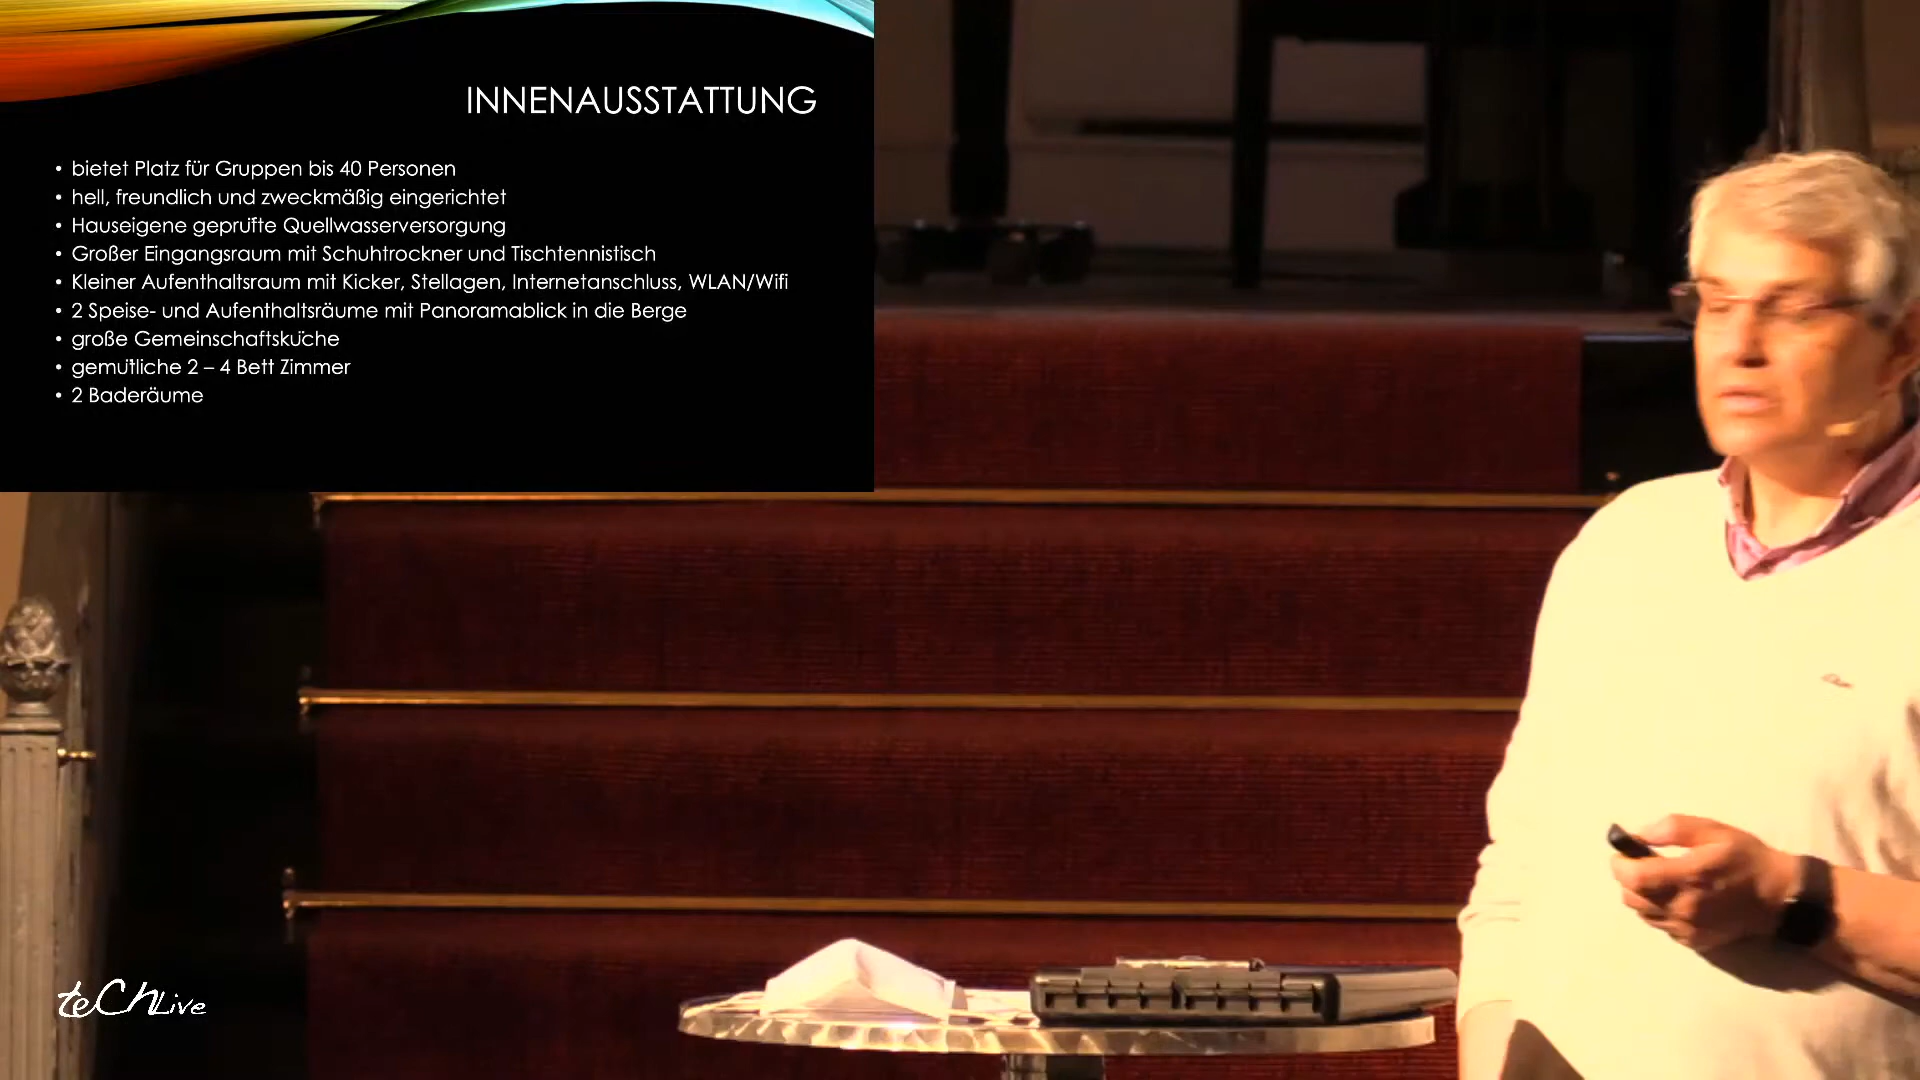 INNENAUSSTATTUNG
• bietet Platz für Gruppen bis 40 Personen
• hell, freundlich und zweckmäßig eingerichtet
• Hauseigene geprüfte Quellwasserversorgung
• Großer Eingangsraum mit Schuhtrockner und Tischtennistisch
• Kleiner Aufenthaltsraum mit Kicker, Stellagen, Internetanschluss, WLAN/Wifi
• 2 Speise- und Aufenthaltsräume mit Panoramablick in die Berge
• große Gemeinschaftsküche
• gemütliche 2 – 4 Bett Zimmer
• 2 Baderäume
teChLive